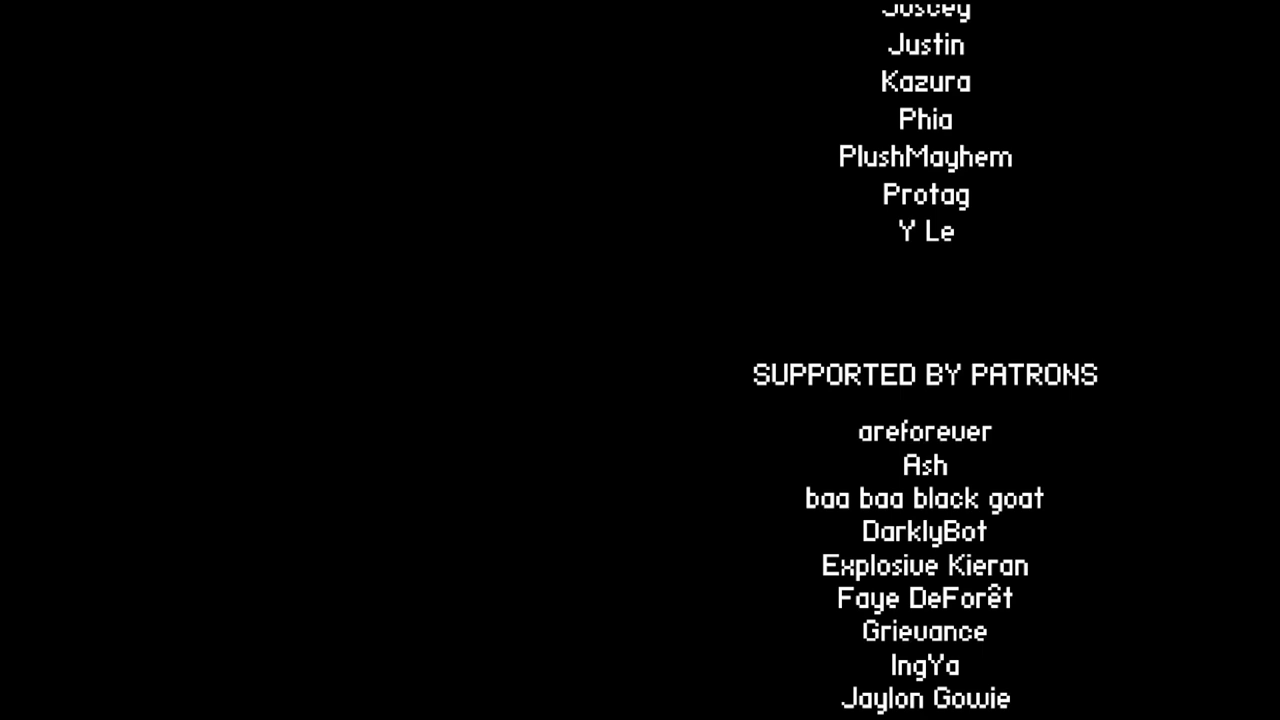 Justin
Kazura
Phia
PlushMayhem
Protag
Y Le
SUPPORTED BY PATRONS
areforever
Ash
baa baa black goat
DarklyBot
Explosive Kieran
Faye DeForêt
Grievance
IngYa
Jaylon Gowie